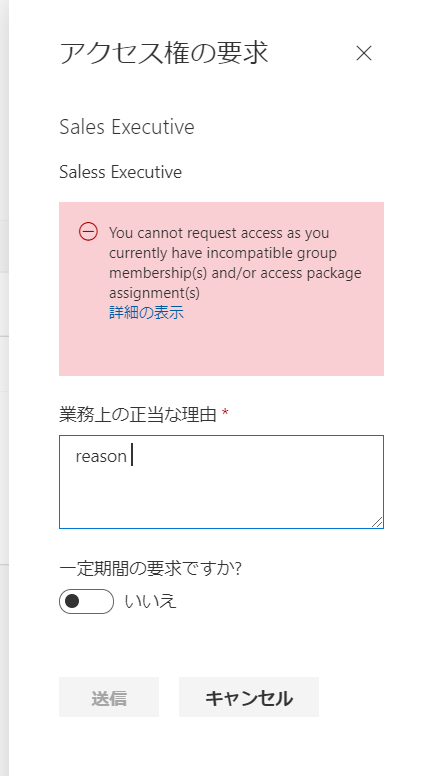 アクセス権の要求
Sales Executive
Saless Executive
You cannot request access as you
currently have incompatible group
membership(s) and/or access package
assignment(s)
詳細の表示
業務上の正当な理由 *
reason
一定期間の要求ですか?
いいえ
送信 キャンセル